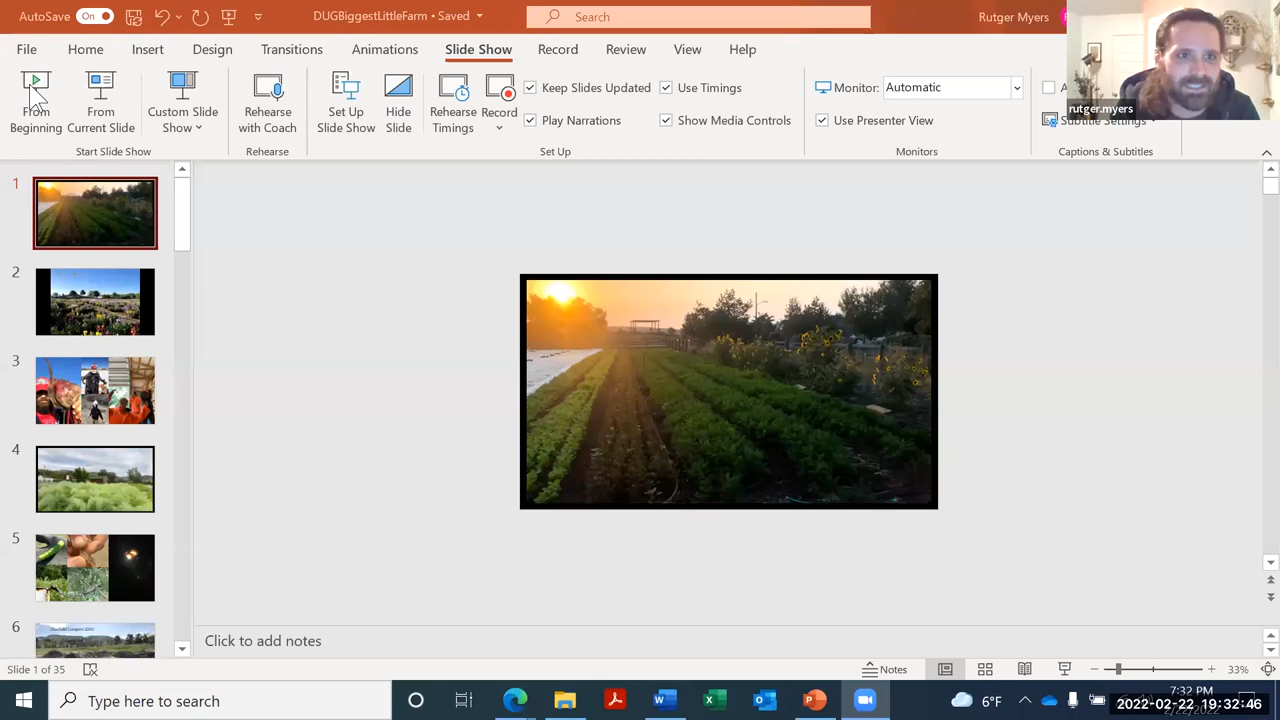 AutoSave On DUGBiggestLittleFarm • Saved Search Rutger Myers
File Home Insert Design Transitions Animations Slide Show Record Review View Help
From Beginning
From Current Slide
Custom Slide Show
Rehearse with Coach
Set Up Slide Show
Hide Slide
Rehearse Timings
Record
Keep Slides Updated
Play Narrations
Use Timings
Show Media Controls
Monitor: Automatic
Use Presenter View
Subtitle Settings
rutger.myers
Start Slide Show Rehearse Set Up Monitors Captions & Subtitles
1
2
3
4
5
6
Click to add notes
Slide 1 of 35 Notes 33%
Type here to search
6°F
7:32 PM
2022-02-22 19:32:46